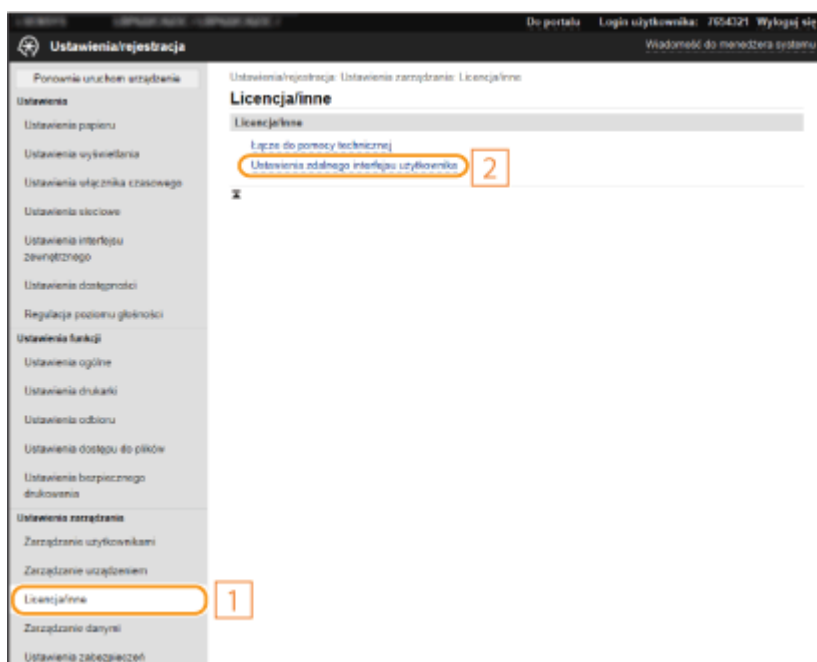 Do portalu Login użytkownika: 7654321 Wyloguj się
Ustawienia/rejestracja
Wiadomość do menedżera systemu
Ponownie uruchom urządzenie
Ustawienia
Ustawienia papieru
Ustawienia wyświetlania
Ustawienia włącznika czasowego
Ustawienia sieciowe
Ustawienia interfejsu
zewnętrznego
Ustawienia dostępności
Regulacja poziomu głośności
Ustawienia funkcji
Ustawienia ogólne
Ustawienia drukarki
Ustawienia odbioru
Ustawienia dostępu do plików
Ustawienia bezpiecznego
drukowania
Ustawienia zarządzania
Zarządzanie użytkownikami
Zarządzanie urządzeniem
Licencja/inne
1
Zarządzanie danymi
Ustawienia zabezpieczeń
Ustawienia/rejestracja: Ustawienia zarządzania: Licencja/inne
Licencja/inne
Licencja/inne
Łącze do pomocy technicznej
Ustawienia zdalnego interfejsu użytkownika
2